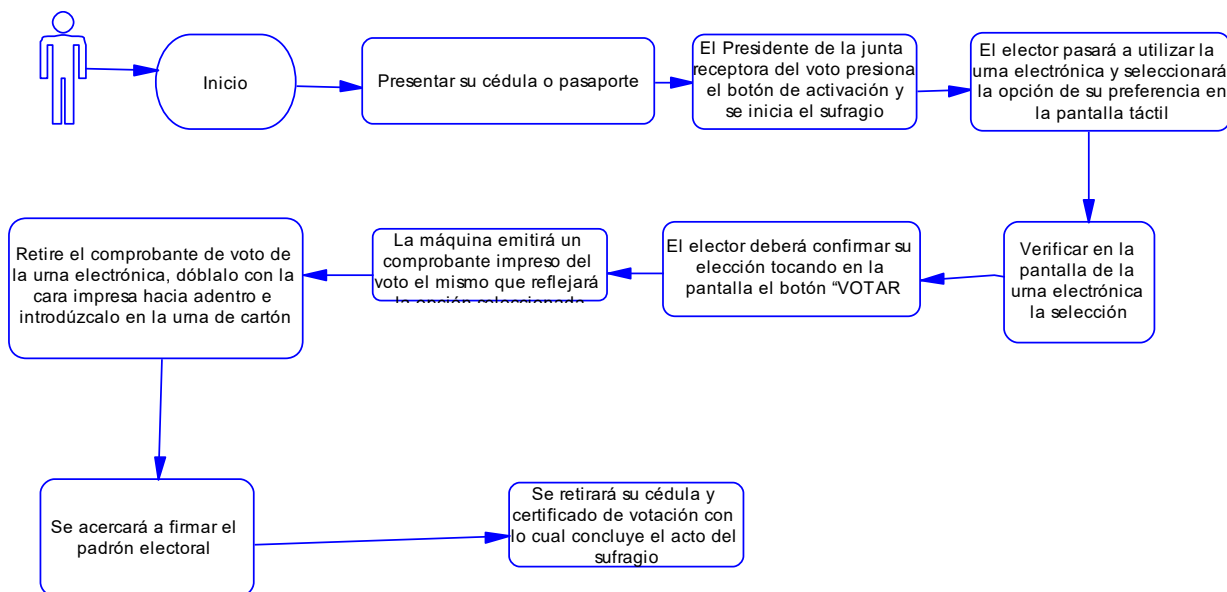 Inicio
Presentar su cédula o pasaporte
El Presidente de la junta
receptora del voto presiona
el botón de activación y
se inicia el sufragio
El elector pasará a utilizar la
urna electrónica y seleccionará
la opción de su preferencia en
la pantalla táctil
Verificar en la
pantalla de la
urna electrónica
la selección
El elector deberá confirmar su
elección tocando en la
pantalla el botón “VOTAR
La máquina emitirá un
comprobante impreso del
voto el mismo que reflejará
la opción seleccionada
Retire el comprobante de voto de
la urna electrónica, dóblalo con la
cara impresa hacia adentro e
introdúzcalo en la urna de cartón
Se acercará a firmar el
padrón electoral
Se retirará su cédula y
certificado de votación con
lo cual concluye el acto del
sufragio